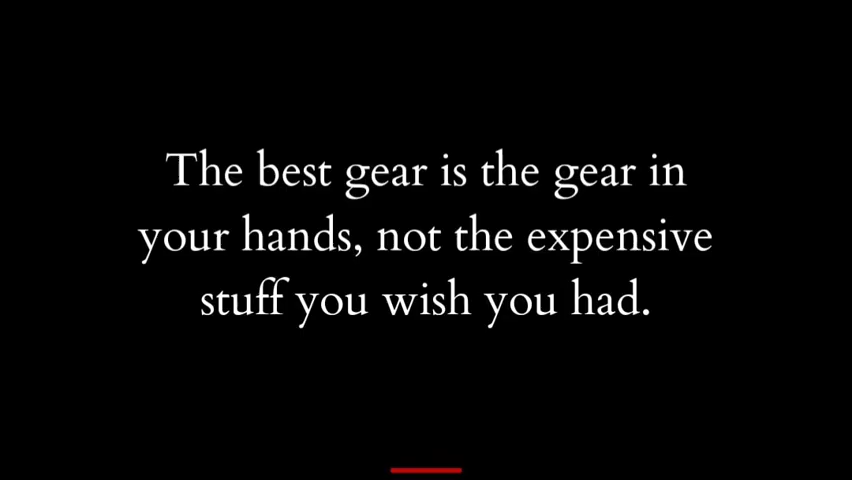 The best gear is the gear in
your hands, not the expensive
stuff you wish you had.